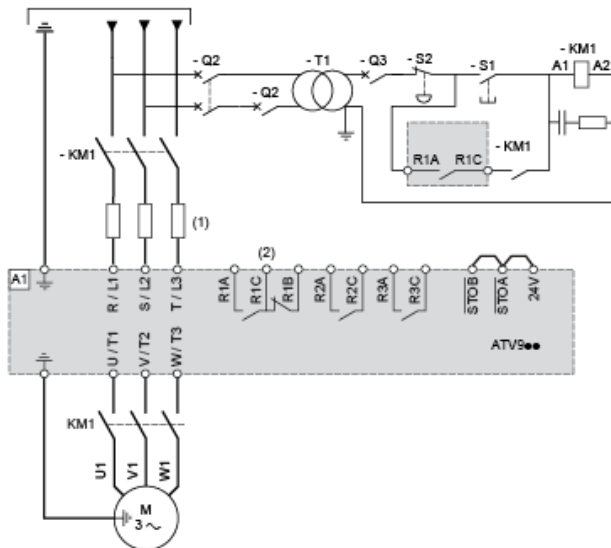 - Q2
- T1
- Q3
- S2
- S1
- KM1
A1
A2
- Q2
- KM1
R1A
R1C
- KM1
(1)
(2)
A1
R / L1
S / L2
T / L3
R1A
R1C
R1B
R2A
R2C
R3A
R3C
STOB
STOA
24V
U / T1
V / T2
W / T3
ATV9●●
KM1
U1
V1
W1
M
3 ~